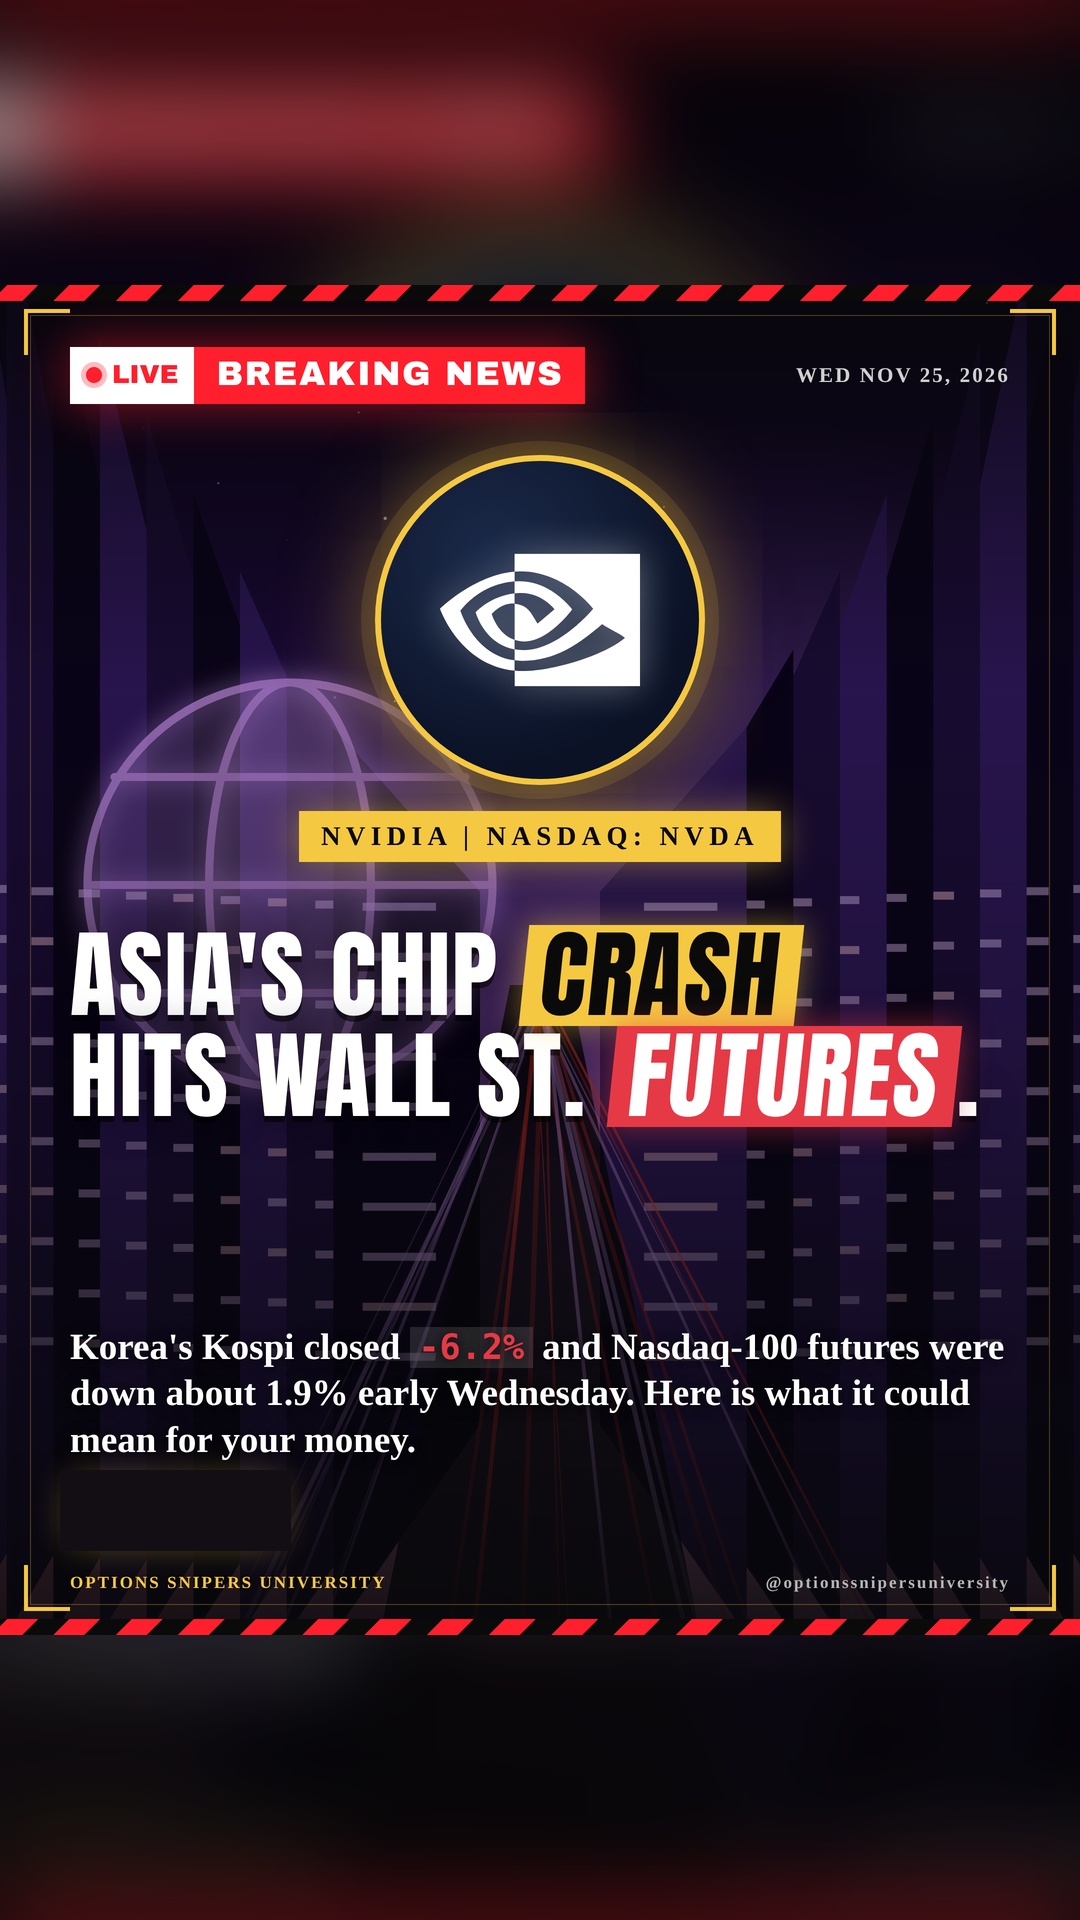 LIVE BREAKING NEWS
WED NOV 25, 2026
NVIDIA | NASDAQ: NVDA
ASIA'S CHIP CRASH
HITS WALL ST. FUTURES.
Korea's Kospi closed -6.2% and Nasdaq-100 futures were
down about 1.9% early Wednesday. Here is what it could
mean for your money.
OPTIONS SNIPERS UNIVERSITY
@optionssnipersuniversity